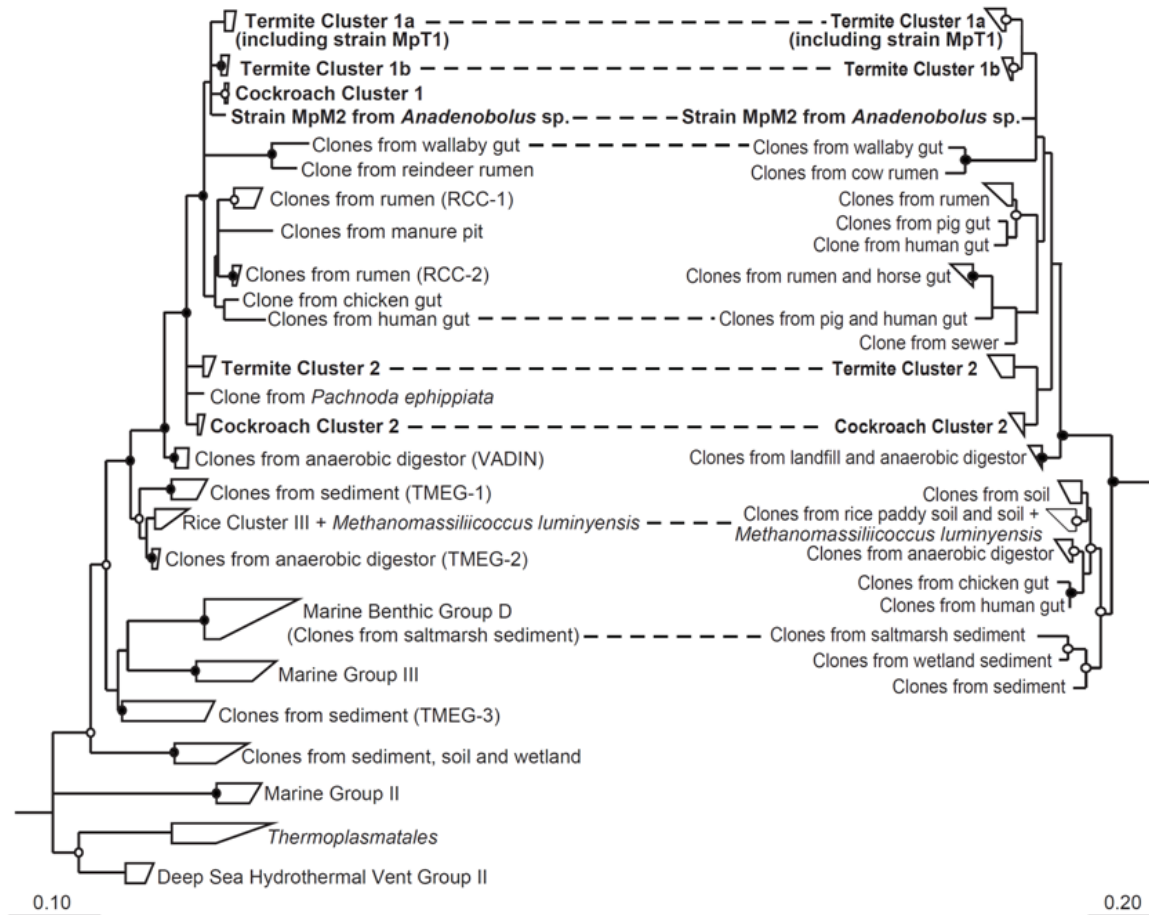 Termite Cluster 1a
(including strain MpT1)
Termite Cluster 1b
Cockroach Cluster 1
Strain MpM2 from Anadenobolus sp.
Clones from wallaby gut
Clone from reindeer rumen
Clones from rumen (RCC-1)
Clones from manure pit
Clones from rumen (RCC-2)
Clone from chicken gut
Clones from human gut
Termite Cluster 2
Clone from Pachnoda ephippiata
Cockroach Cluster 2
Clones from anaerobic digestor (VADIN)
Clones from sediment (TMEG-1)
Rice Cluster III + Methanomassiliicoccus luminyensis
Clones from anaerobic digestor (TMEG-2)
Marine Benthic Group D
(Clones from saltmarsh sediment)
Marine Group III
Clones from sediment (TMEG-3)
Clones from sediment, soil and wetland
Marine Group II
Thermoplasmatales
Deep Sea Hydrothermal Vent Group II
0.10
Termite Cluster 1a
(including strain MpT1)
Termite Cluster 1b
Strain MpM2 from Anadenobolus sp.
Clones from wallaby gut
Clones from cow rumen
Clones from rumen
Clones from pig gut
Clone from human gut
Clones from rumen and horse gut
Clones from pig and human gut
Clone from sewer
Termite Cluster 2
Cockroach Cluster 2
Clones from landfill and anaerobic digestor
Clones from soil
Clones from rice paddy soil and soil +
Methanomassiliicoccus luminyensis
Clones from anaerobic digestor
Clones from chicken gut
Clones from human gut
Clones from saltmarsh sediment
Clones from wetland sediment
Clones from sediment
0.20